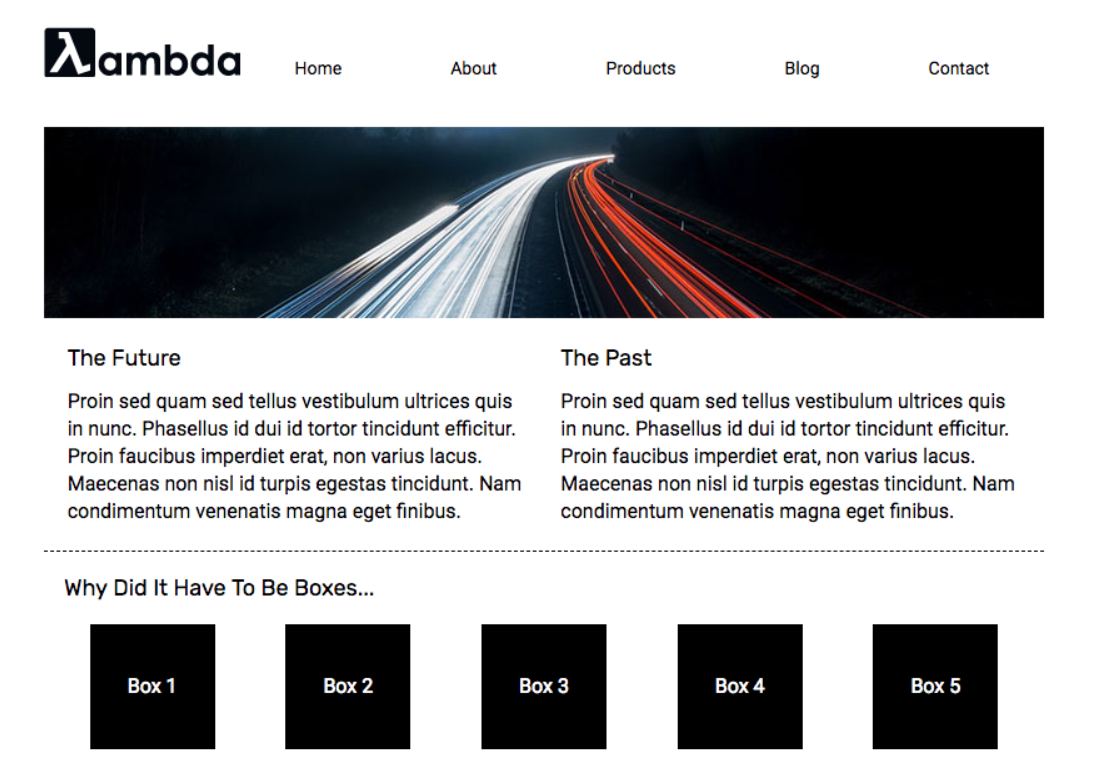 λambda
Home About Products Blog Contact
The Future
Proin sed quam sed tellus vestibulum ultrices quis
in nunc. Phasellus id dui id tortor tincidunt efficitur.
Proin faucibus imperdiet erat, non varius lacus.
Maecenas non nisl id turpis egestas tincidunt. Nam
condimentum venenatis magna eget finibus.
The Past
Proin sed quam sed tellus vestibulum ultrices quis
in nunc. Phasellus id dui id tortor tincidunt efficitur.
Proin faucibus imperdiet erat, non varius lacus.
Maecenas non nisl id turpis egestas tincidunt. Nam
condimentum venenatis magna eget finibus.
Why Did It Have To Be Boxes...
Box 1 Box 2 Box 3 Box 4 Box 5